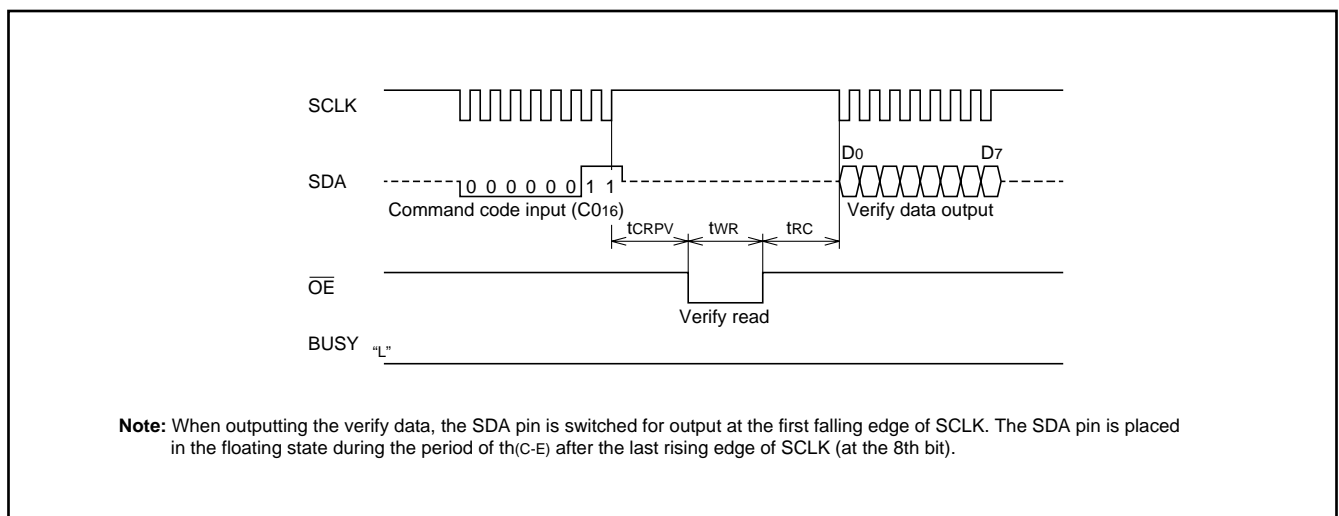 SCLK
D0 D7
SDA
0 0 0 0 0 0 1 1
Command code input (C016) Verify data output
tCRPV tWR tRC
OE
Verify read
BUSY “L”
Note: When outputting the verify data, the SDA pin is switched for output at the first falling edge of SCLK. The SDA pin is placed
in the floating state during the period of th(C-E) after the last rising edge of SCLK (at the 8th bit).